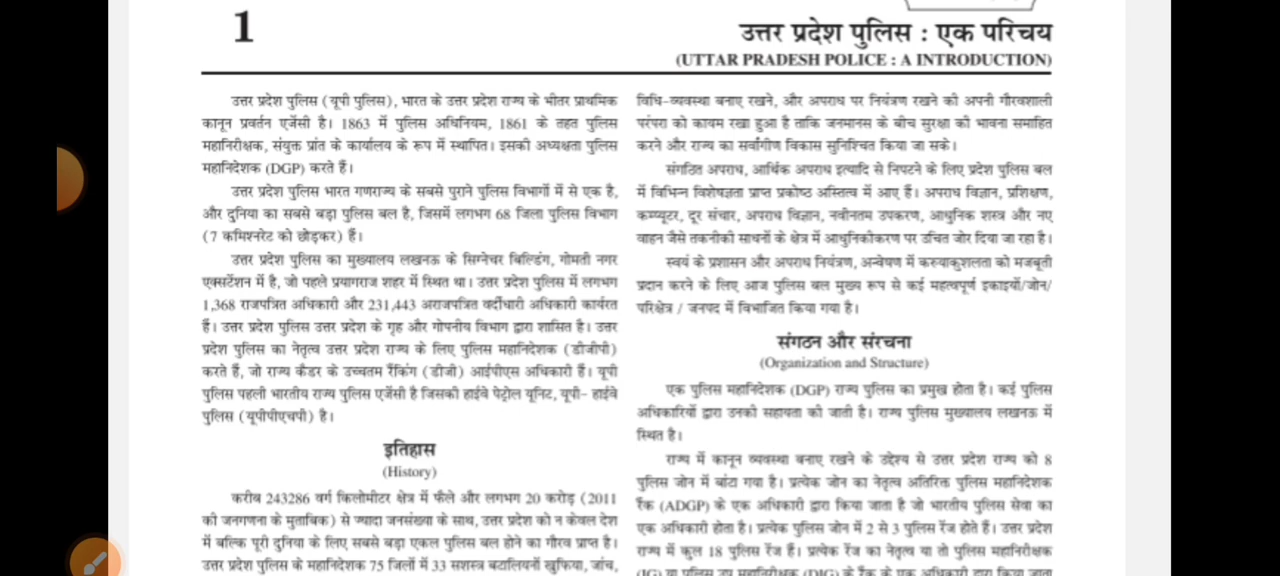 1
उत्तर प्रदेश पुलिस : एक परिचय
(UTTAR PRADESH POLICE : A INTRODUCTION)
उत्तर प्रदेश पुलिस (यूपी पुलिस), भारत के उत्तर प्रदेश राज्य के भीतर प्राथमिक
कानून प्रवर्तन एजेंसी है। 1863 में पुलिस अधिनियम, 1861 के तहत पुलिस
महानिरीक्षक, संयुक्त प्रांत के कार्यालय के रूप में स्थापित। इसकी अध्यक्षता पुलिस
महानिदेशक (DGP) करते हैं।
उत्तर प्रदेश पुलिस भारत गणराज्य के सबसे पुराने पुलिस विभागों में से एक है,
और दुनिया का सबसे बड़ा पुलिस बल है, जिसमें लगभग 68 जिला पुलिस विभाग
(7 कमिश्नरेट को छोड़कर) हैं।
उत्तर प्रदेश पुलिस का मुख्यालय लखनऊ के सिग्नेचर बिल्डिंग, गोमती नगर
एक्सटेंशन में है, जो पहले प्रयागराज शहर में स्थित था। उत्तर प्रदेश पुलिस में लगभग
1,368 राजपत्रित अधिकारी और 231,443 अराजपत्रित वर्दीधारी अधिकारी कार्यरत
हैं। उत्तर प्रदेश पुलिस उत्तर प्रदेश के गृह और गोपनीय विभाग द्वारा शासित है। उत्तर
प्रदेश पुलिस का नेतृत्व उत्तर प्रदेश राज्य के लिए पुलिस महानिदेशक (डीजीपी)
करते हैं, जो राज्य कैडर के उच्चतम रैंकिंग (डीजी) आईपीएस अधिकारी हैं। यूपी
पुलिस पहली भारतीय राज्य पुलिस एजेंसी है जिसकी हाईवे पेट्रोल यूनिट, यूपी- हाईवे
पुलिस (यूपीपीएचपी) है।
इतिहास
(History)
करीब 243286 वर्ग किलोमीटर क्षेत्र में फैले और लगभग 20 करोड़ (2011
की जनगणना के मुताबिक) से ज्यादा जनसंख्या के साथ, उत्तर प्रदेश को न केवल देश
में बल्कि पूरी दुनिया के लिए सबसे बड़ा एकल पुलिस बल होने का गौरव प्राप्त है।
उत्तर प्रदेश पुलिस के महानिदेशक 75 जिलों में 33 सशस्त्र बटालियनों खुफिया, जांच,
विधि-व्यवस्था बनाए रखने, और अपराध पर नियंत्रण रखने की अपनी गौरवशाली
परंपरा को कायम रखा हुआ है ताकि जनमानस के बीच सुरक्षा की भावना समाहित
करने और राज्य का सर्वांगीण विकास सुनिश्चित किया जा सके।
संगठित अपराध, आर्थिक अपराध इत्यादि से निपटने के लिए प्रदेश पुलिस बल
में विभिन्न विशेषज्ञता प्राप्त प्रकोष्ठ अस्तित्व में आए हैं। अपराध विज्ञान, प्रशिक्षण,
कम्प्यूटर, दूर संचार, अपराध विज्ञान, नवीनतम उपकरण, आधुनिक शस्त्र और नए
वाहन जैसे तकनीकी साधनों के क्षेत्र में आधुनिकीकरण पर उचित जोर दिया जा रहा है।
स्वयं के प्रशासन और अपराध नियंत्रण, अन्वेषण में कार्यकुशलता को मजबूती
प्रदान करने के लिए आज पुलिस बल मुख्य रूप से कई महत्वपूर्ण इकाइयों/जोन/
परिक्षेत्र / जनपद में विभाजित किया गया है।
संगठन और संरचना
(Organization and Structure)
एक पुलिस महानिदेशक (DGP) राज्य पुलिस का प्रमुख होता है। कई पुलिस
अधिकारियों द्वारा उनकी सहायता की जाती है। राज्य पुलिस मुख्यालय लखनऊ में
स्थित है।
राज्य में कानून व्यवस्था बनाए रखने के उद्देश्य से उत्तर प्रदेश राज्य को 8
पुलिस जोन में बांटा गया है। प्रत्येक जोन का नेतृत्व अतिरिक्त पुलिस महानिदेशक
रैंक (ADGP) के एक अधिकारी द्वारा किया जाता है जो भारतीय पुलिस सेवा का
एक अधिकारी होता है। प्रत्येक पुलिस जोन में 2 से 3 पुलिस रेंज होते हैं। उत्तर प्रदेश
राज्य में कुल 18 पुलिस रेंज हैं। प्रत्येक रेंज का नेतृत्व या तो पुलिस महानिरीक्षक
(IG) या पुलिस उप महानिरीक्षक (DIG) के रैंक के एक अधिकारी द्वारा किया जाता